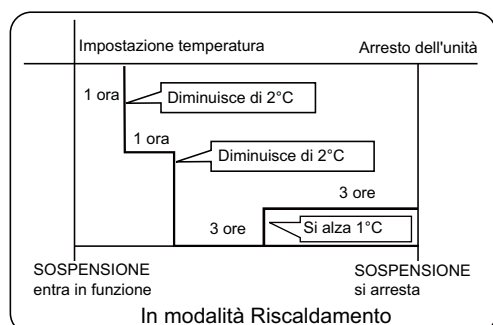 Impostazione temperatura
Arresto dell'unità
1 ora
Diminuisce di 2°C
1 ora
Diminuisce di 2°C
3 ore
3 ore
Si alza 1°C
SOSPENSIONE
entra in funzione
SOSPENSIONE
si arresta
In modalità Riscaldamento